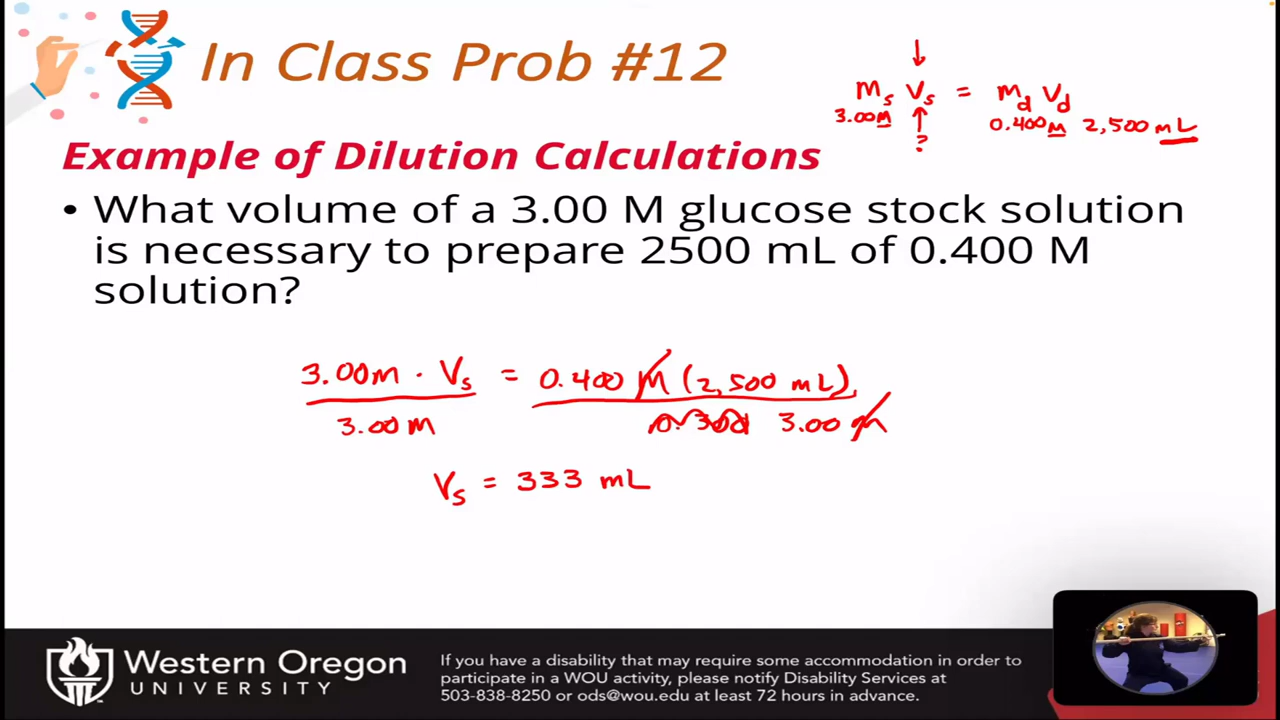 In Class Prob #12
Ms Vs = Md Vd
3.00M 0.400M 2,500 mL
?
Example of Dilution Calculations
• What volume of a 3.00 M glucose stock solution
is necessary to prepare 2500 mL of 0.400 M
solution?
3.00M · Vs = 0.400 M (2,500 mL)
3.00 M 3.00 M
Vs = 333 mL
Western Oregon
UNIVERSITY
If you have a disability that may require some accommodation in order to
participate in a WOU activity, please notify Disability Services at
503-838-8250 or ods@wou.edu at least 72 hours in advance.